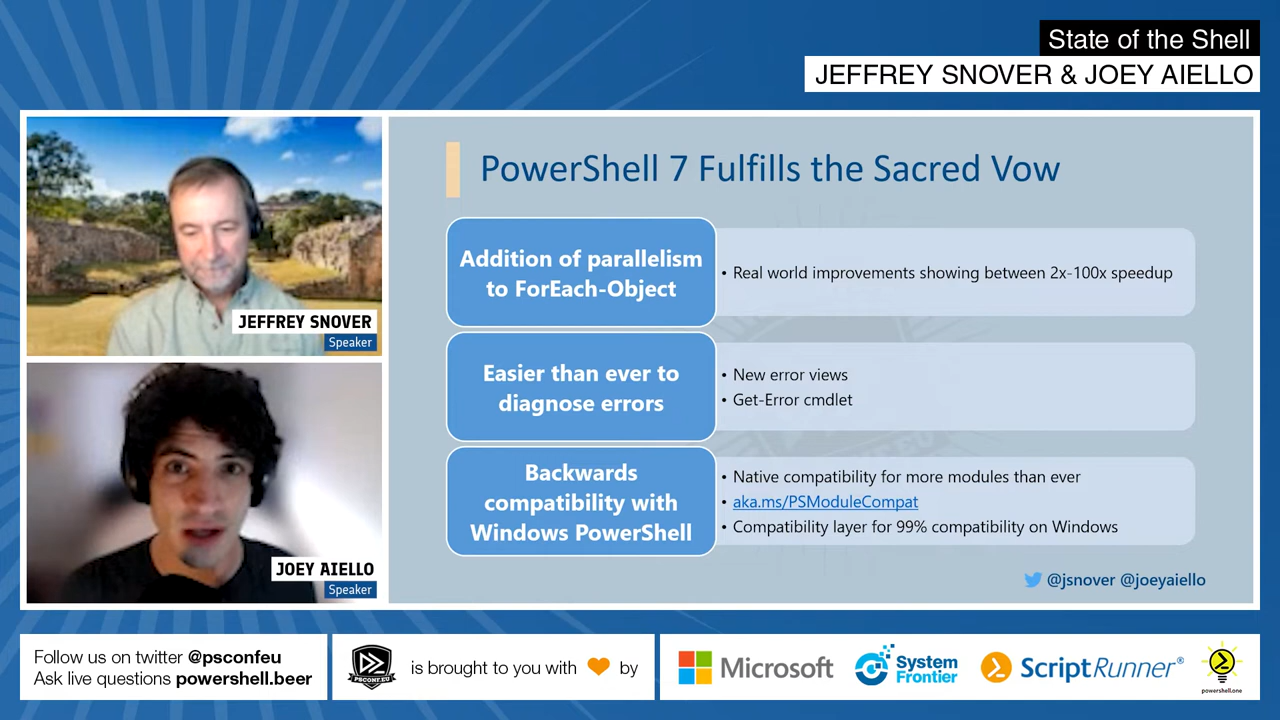 State of the Shell
JEFFREY SNOVER & JOEY AIELLO
JEFFREY SNOVER
Speaker
JOEY AIELLO
Speaker
PowerShell 7 Fulfills the Sacred Vow
Addition of parallelism
to ForEach-Object
• Real world improvements showing between 2x-100x speedup
Easier than ever to
diagnose errors
• New error views
• Get-Error cmdlet
Backwards
compatibility with
Windows PowerShell
• Native compatibility for more modules than ever
• aka.ms/PSModuleCompat
• Compatibility layer for 99% compatibility on Windows
@jsnover @joeyaiello
Follow us on twitter @psconfeu
Ask live questions powershell.beer
PSCONF.EU
is brought to you with
by
Microsoft
System
Frontier
ScriptRunner®
powershell.one